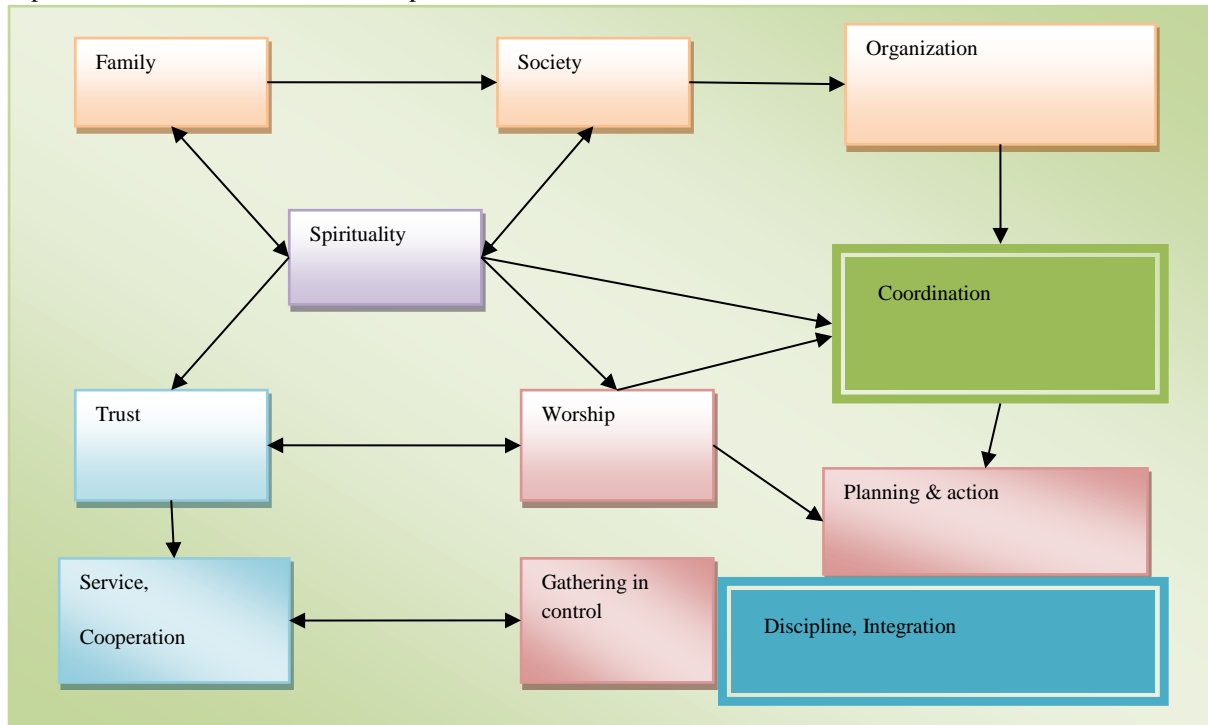 Family
Society
Organization
Spirituality
Coordination
Trust
Worship
Planning & action
Service,
Cooperation
Gathering in
control
Discipline, Integration